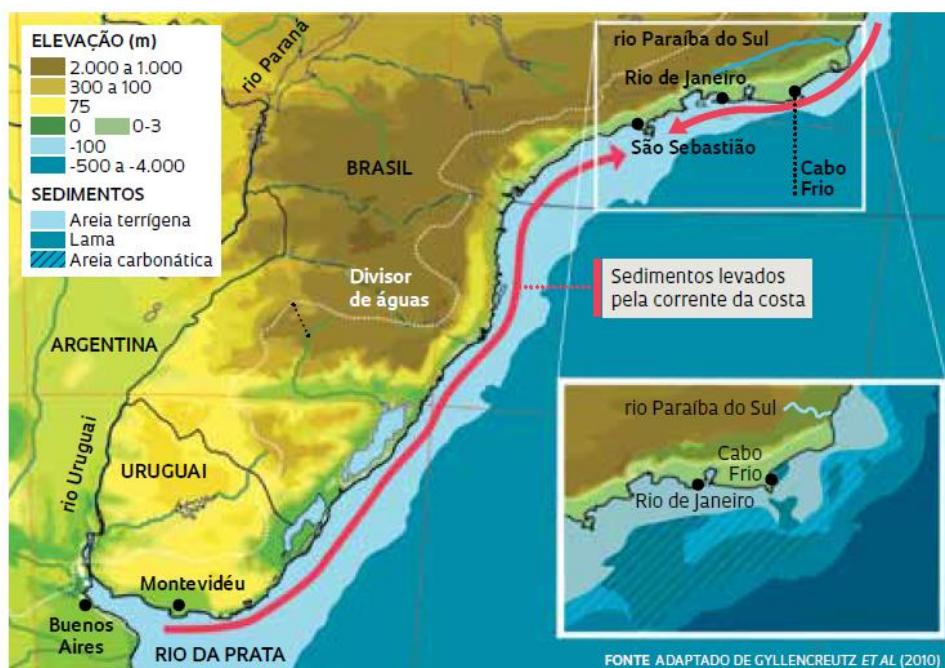 ELEVAÇÃO (m)
2.000 a 1.000
300 a 100
75
0 0-3
-100
-500 a -4.000
SEDIMENTOS
Areia terrígena
Lama
Areia carbonática
rio Paraná
rio Paraíba do Sul
Rio de Janeiro
São Sebastião
Cabo
Frio
BRASIL
Divisor
de águas
Sedimentos levados
pela corrente da costa
ARGENTINA
rio Uruguai
URUGUAI
Montevidéu
Buenos
Aires
RIO DA PRATA
rio Paraíba do Sul
Cabo
Frio
Rio de Janeiro
FONTE ADAPTADO DE GYLLENCREUTZ ET AL (2010)